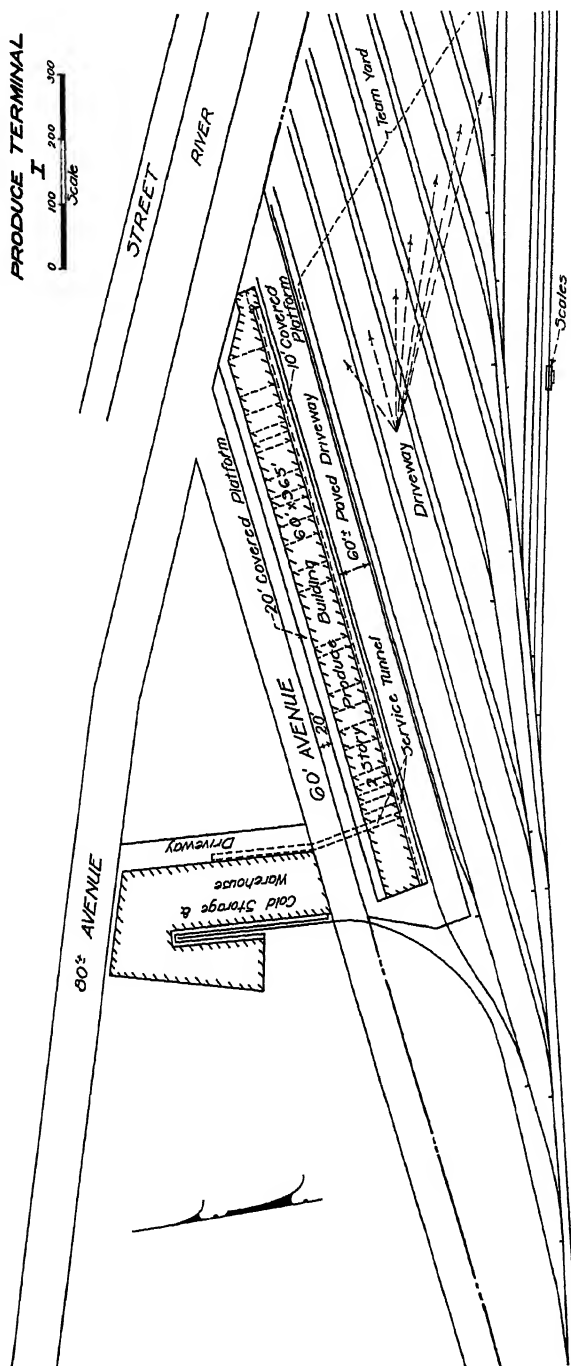 PRODUCE TERMINAL
I
0 100 200 300
Scale
STREET
RIVER
80'± AVENUE
Driveway
Cold Storage &
Warehouse
60' AVENUE
20'
20' Covered Platform
2 Story Produce Building 60' x 965'
10' Covered
Platform
60'± Paved Driveway
Service Tunnel
Driveway
Team Yard
Scales